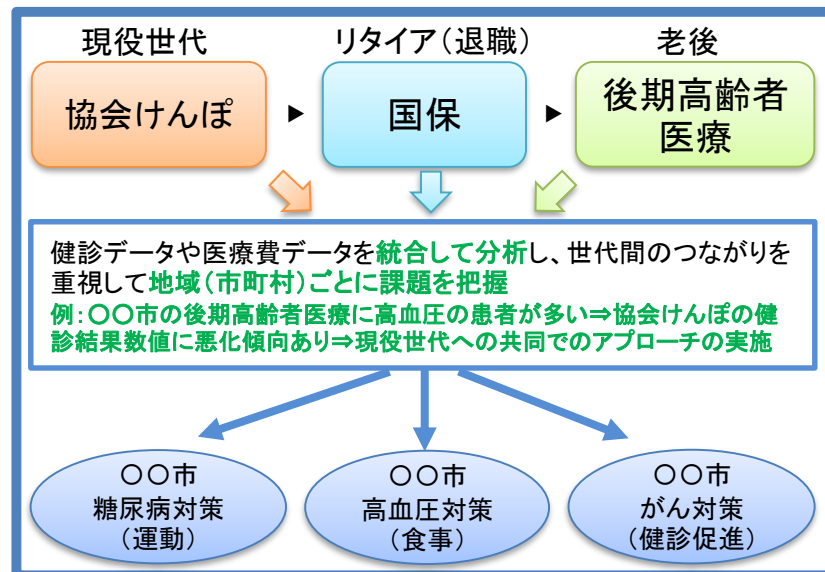 現役世代
リタイア（退職）
老後
協会けんぽ
▶
国保
▶
後期高齢者
医療
健診データや医療費データを統合して分析し、世代間のつながりを
重視して地域（市町村）ごとに課題を把握
例：〇〇市の後期高齢者医療に高血圧の患者が多い⇒協会けんぽの健
診結果数値に悪化傾向あり⇒現役世代への共同でのアプローチの実施
〇〇市
糖尿病対策
（運動）
〇〇市
高血圧対策
（食事）
〇〇市
がん対策
（健診促進）